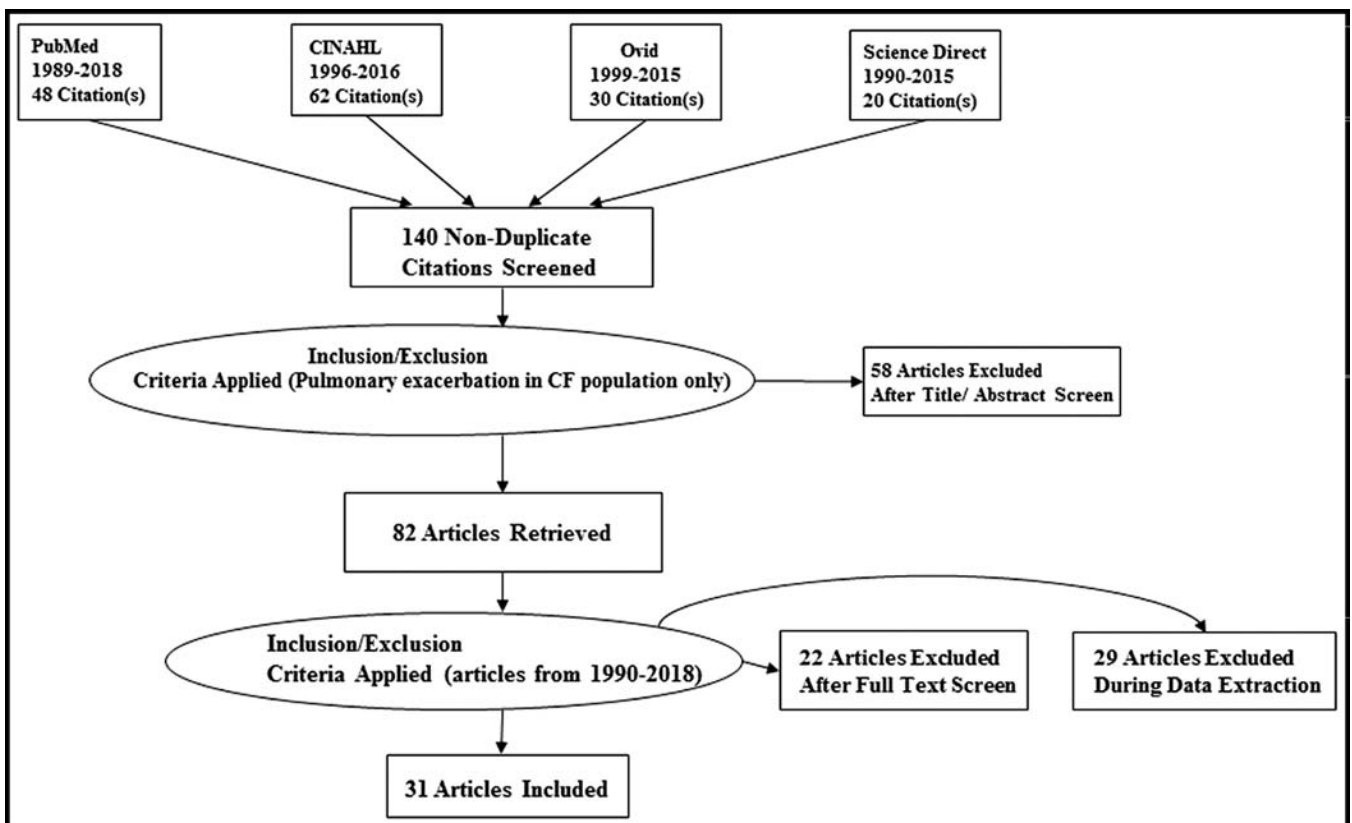 PubMed
1989-2018
48 Citation(s)
CINAHL
1996-2016
62 Citation(s)
Ovid
1999-2015
30 Citation(s)
Science Direct
1990-2015
20 Citation(s)
140 Non-Duplicate
Citations Screened
Inclusion/Exclusion
Criteria Applied (Pulmonary exacerbation in CF population only)
58 Articles Excluded
After Title/ Abstract Screen
82 Articles Retrieved
Inclusion/Exclusion
Criteria Applied (articles from 1990-2018)
22 Articles Excluded
After Full Text Screen
29 Articles Excluded
During Data Extraction
31 Articles Included